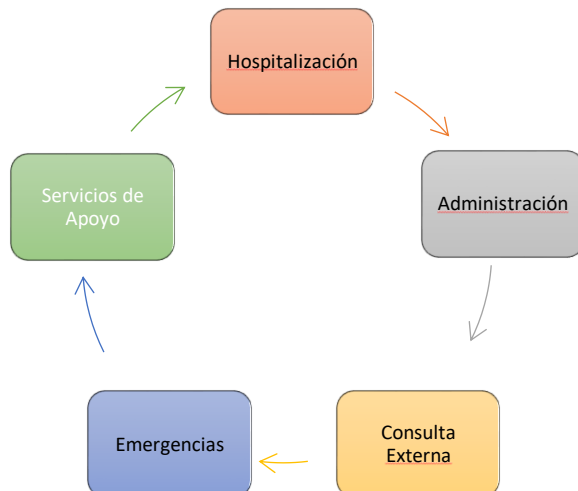 Hospitalización
Administración
Consulta
Externa
Emergencias
Servicios de
Apoyo